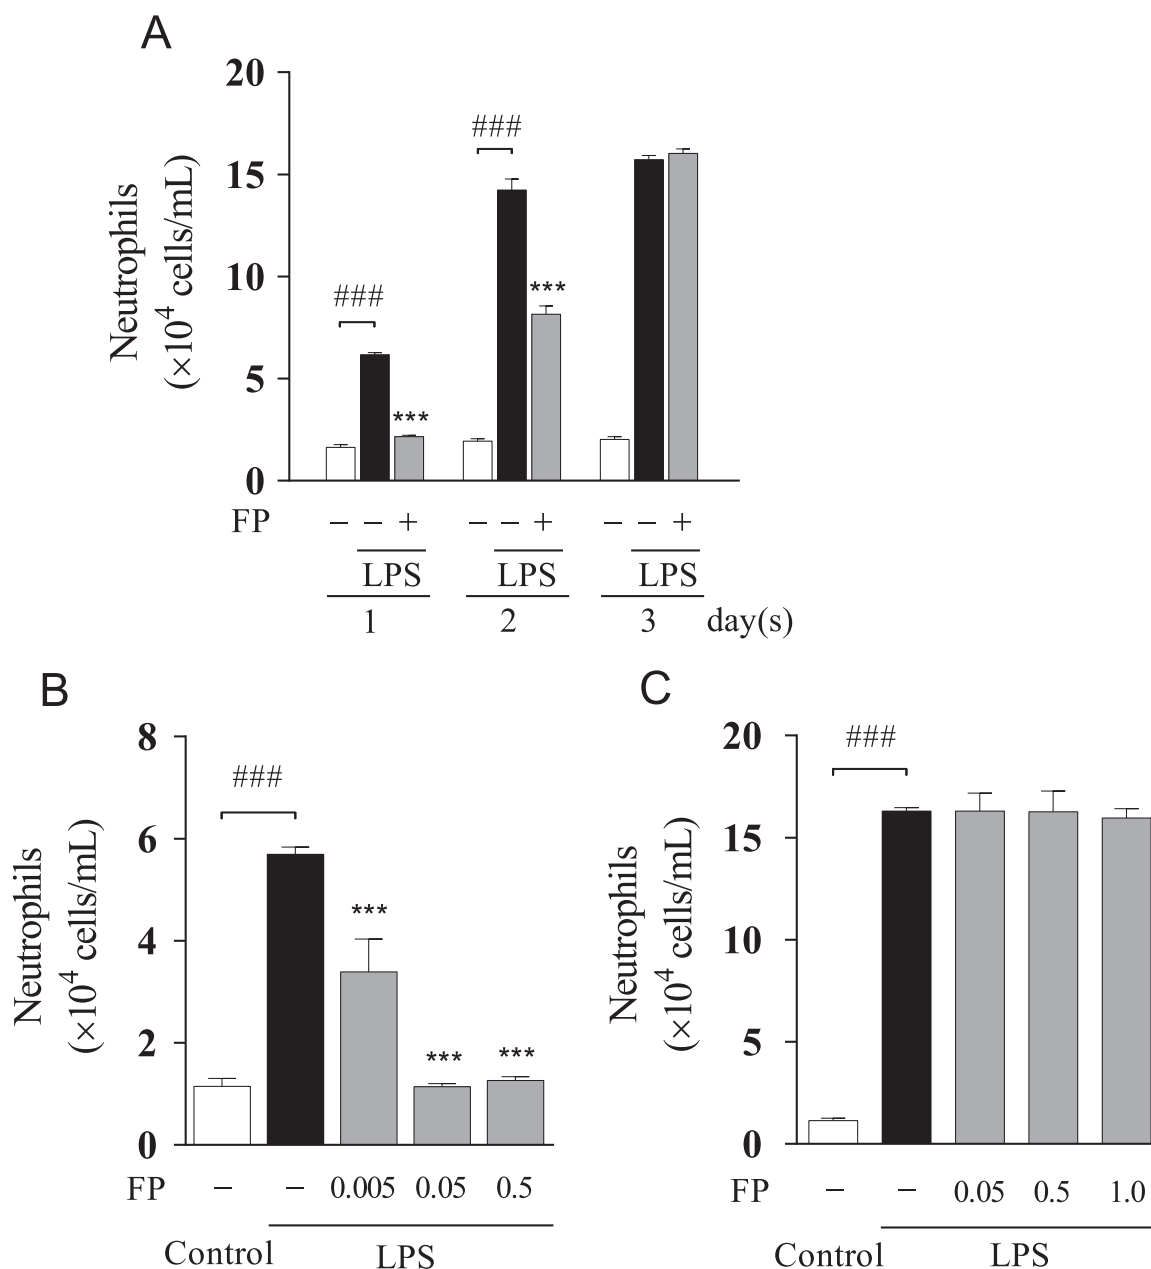 A
Neutrophils
(×10⁴ cells/mL)
20
15
10
5
0
###
***
###
***
FP – – + – – + – – +
LPS LPS LPS
1 2 3 day(s)
B
Neutrophils
(×10⁴ cells/mL)
8
6
4
2
0
###
***
***
***
FP – – 0.005 0.05 0.5
Control LPS
C
Neutrophils
(×10⁴ cells/mL)
20
15
10
5
0
###
FP – – 0.05 0.5 1.0
Control LPS